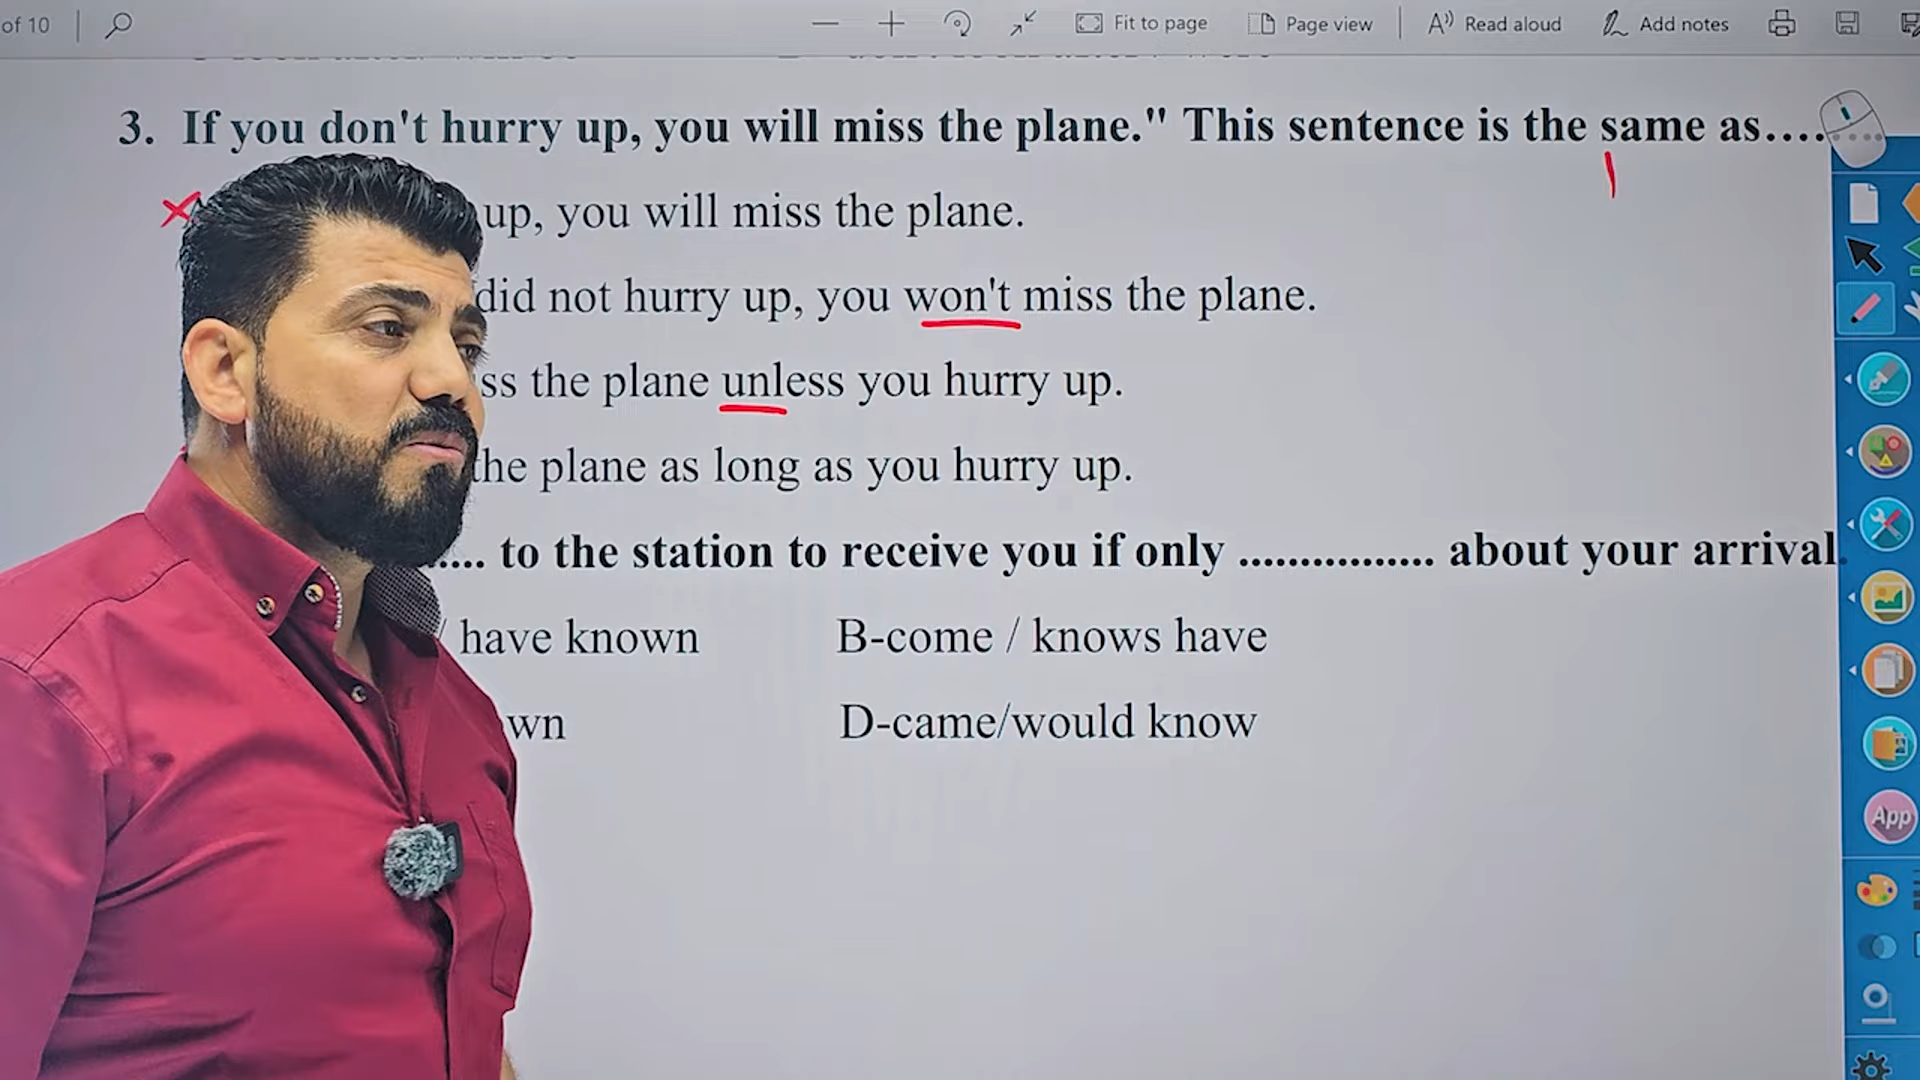 of 10 Fit to page Page view Read aloud Add notes
3. If you don't hurry up, you will miss the plane." This sentence is the same as....
up, you will miss the plane.
did not hurry up, you won't miss the plane.
ss the plane unless you hurry up.
the plane as long as you hurry up.
..... to the station to receive you if only ................ about your arrival.
/ have known B-come / knows have
wn D-came/would know
App